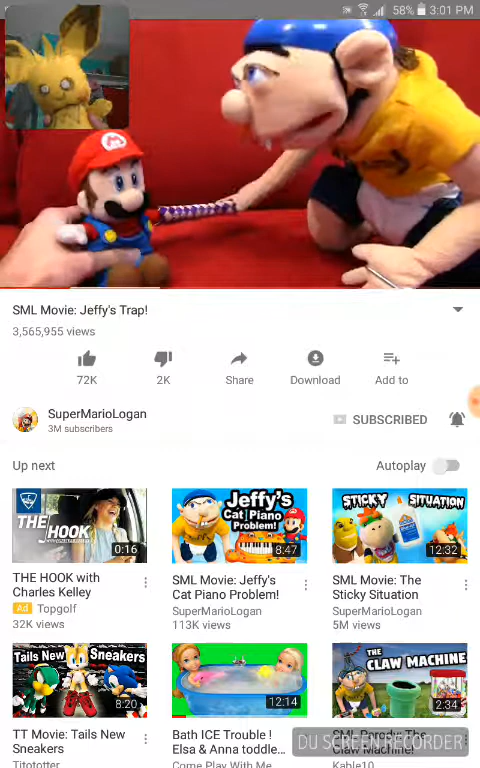 58% 3:01 PM
SML Movie: Jeffy's Trap!
3,565,955 views
72K 2K Share Download Add to
SuperMarioLogan
3M subscribers
SUBSCRIBED
Up next Autoplay
THE HOOK
0:16
Jeffy's Cat Piano Problem!
8:47
STICKY SITUATION
12:32
THE HOOK with Charles Kelley
Ad Topgolf
32K views
SML Movie: Jeffy's Cat Piano Problem!
SuperMarioLogan
113K views
SML Movie: The Sticky Situation
SuperMarioLogan
5M views
Tails New Sneakers
8:20
12:14
THE CLAW MACHINE
2:34
TT Movie: Tails New Sneakers
Titototter
Bath ICE Trouble ! Elsa & Anna toddle...
Come Play With Me
SML Parody: The Claw Machine
Kable10
DU SCREEN RECORDER